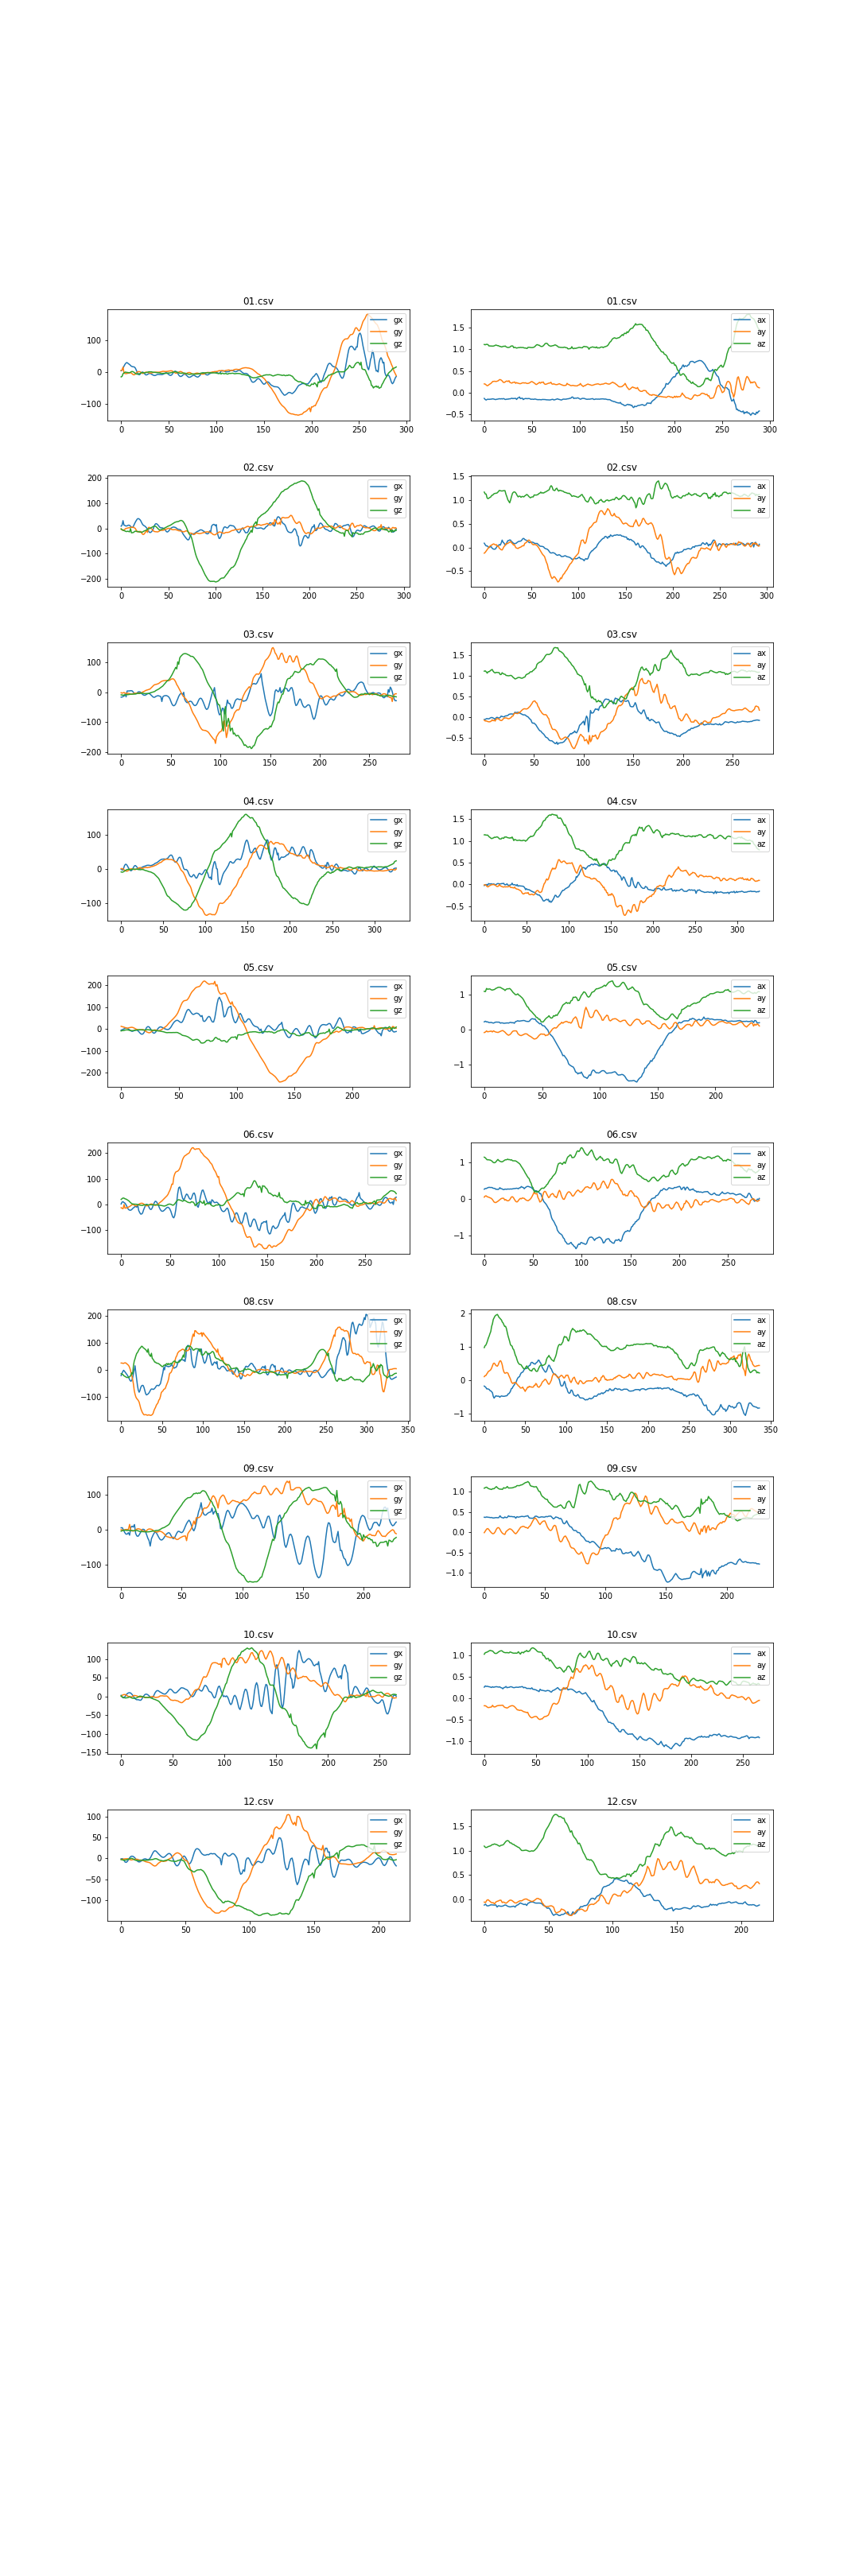 01.csv 01.csv
100 0 −100 gx gy gz 1.5 1.0 0.5 0.0 −0.5 ax ay az
0 50 100 150 200 250 300 0 50 100 150 200 250 300
02.csv 02.csv
200 100 0 −100 −200 gx gy gz 1.5 1.0 0.5 0.0 −0.5 ax ay az
0 50 100 150 200 250 300 0 50 100 150 200 250 300
03.csv 03.csv
100 0 −100 −200 gx gy gz 1.5 1.0 0.5 0.0 −0.5 ax ay az
0 50 100 150 200 250 0 50 100 150 200 250
04.csv 04.csv
100 0 −100 gx gy gz 1.5 1.0 0.5 0.0 −0.5 ax ay az
0 50 100 150 200 250 300 0 50 100 150 200 250 300
05.csv 05.csv
200 100 0 −100 −200 gx gy gz 1 0 −1 ax ay az
0 50 100 150 200 0 50 100 150 200
06.csv 06.csv
200 100 0 −100 gx gy gz 1 0 −1 ax ay az
0 50 100 150 200 250 0 50 100 150 200 250
08.csv 08.csv
200 100 0 −100 gx gy gz 2 1 0 −1 ax ay az
0 50 100 150 200 250 300 350 0 50 100 150 200 250 300 350
09.csv 09.csv
100 0 −100 gx gy gz 1.0 0.5 0.0 −0.5 −1.0 ax ay az
0 50 100 150 200 0 50 100 150 200
10.csv 10.csv
100 50 0 −50 −100 −150 gx gy gz 1.0 0.5 0.0 −0.5 −1.0 ax ay az
0 50 100 150 200 250 0 50 100 150 200 250
12.csv 12.csv
100 50 0 −50 −100 gx gy gz 1.5 1.0 0.5 0.0 ax ay az
0 50 100 150 200 0 50 100 150 200